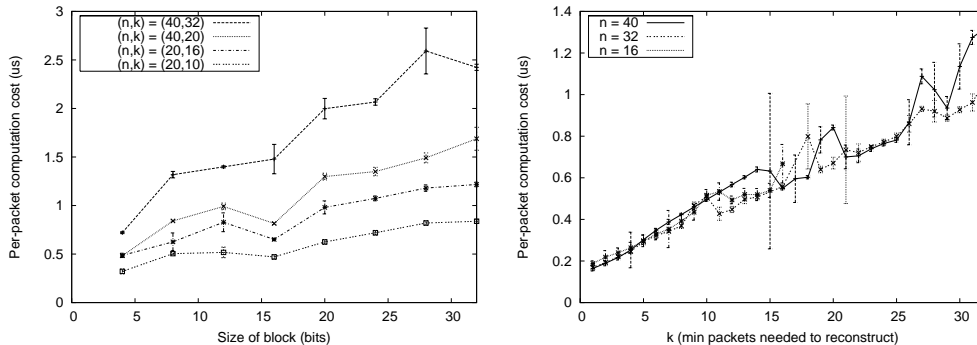 (n,k) = (40,32)
(n,k) = (40,20)
(n,k) = (20,16)
(n,k) = (20,10)
Per-packet computation cost (us)
3
2.5
2
1.5
1
0.5
0
0 5 10 15 20 25 30
Size of block (bits)
n = 40
n = 32
n = 16
Per-packet computation cost (us)
1.4
1.2
1
0.8
0.6
0.4
0.2
0
0 5 10 15 20 25 30
k (min packets needed to reconstruct)